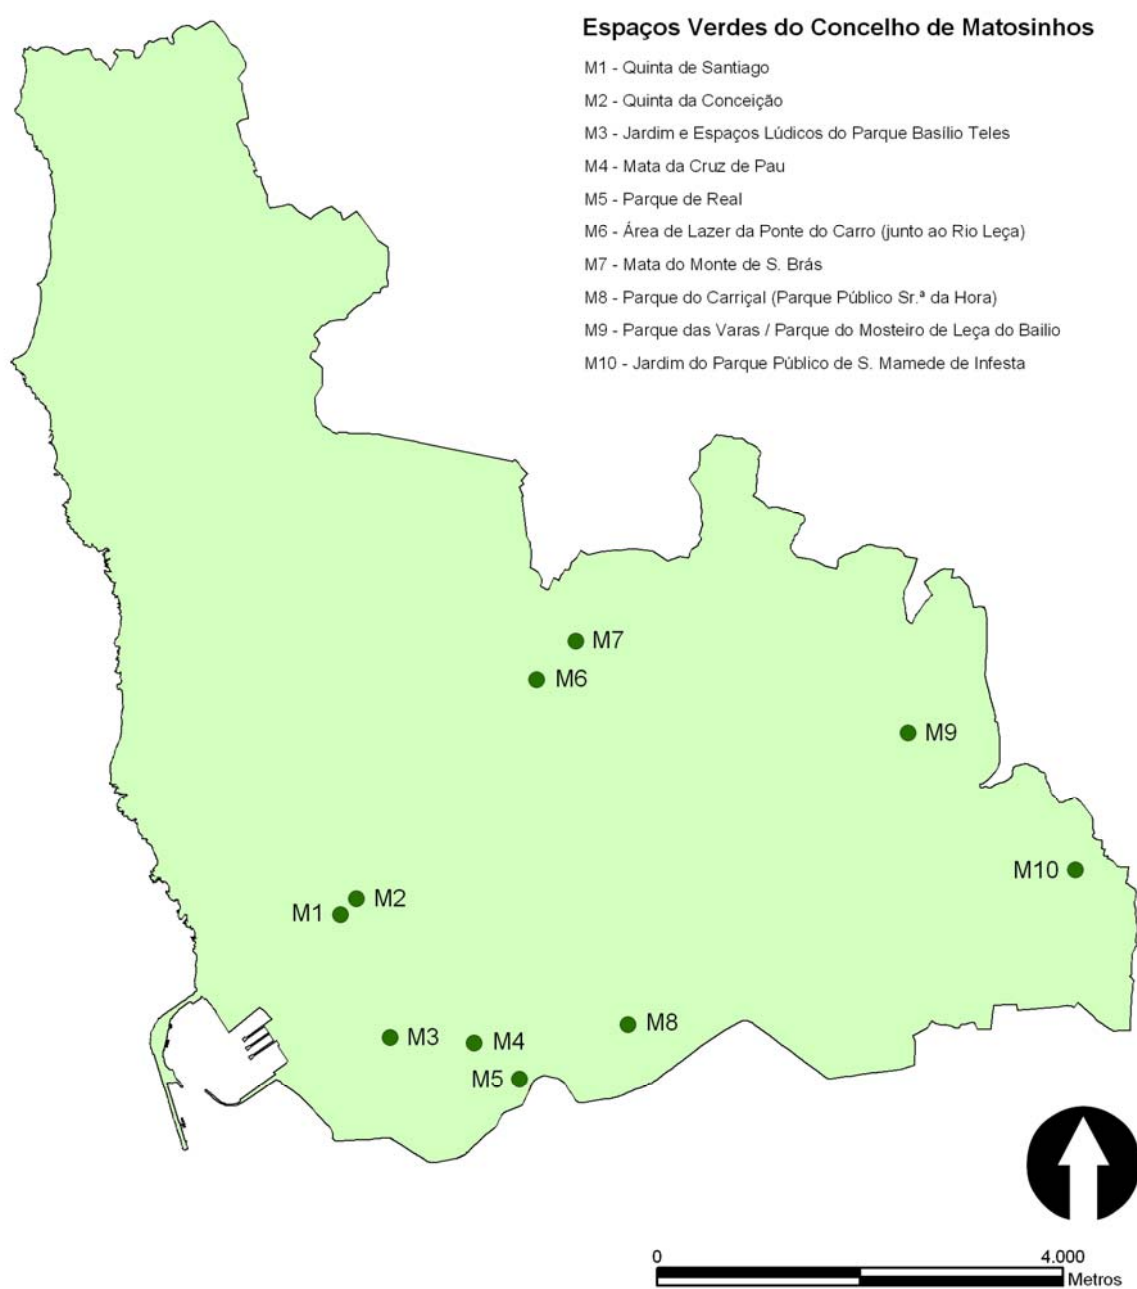 Espaços Verdes do Concelho de Matosinhos
M1 - Quinta de Santiago
M2 - Quinta da Conceição
M3 - Jardim e Espaços Lúdicos do Parque Basílio Teles
M4 - Mata da Cruz de Pau
M5 - Parque de Real
M6 - Área de Lazer da Ponte do Carro (junto ao Rio Leça)
M7 - Mata do Monte de S. Brás
M8 - Parque do Carriçal (Parque Público Sr.ª da Hora)
M9 - Parque das Varas / Parque do Mosteiro de Leça do Bailio
M10 - Jardim do Parque Público de S. Mamede de Infesta
M7
M6
M9
M10
M2
M1
M3
M4
M8
M5
0 4.000
Metros